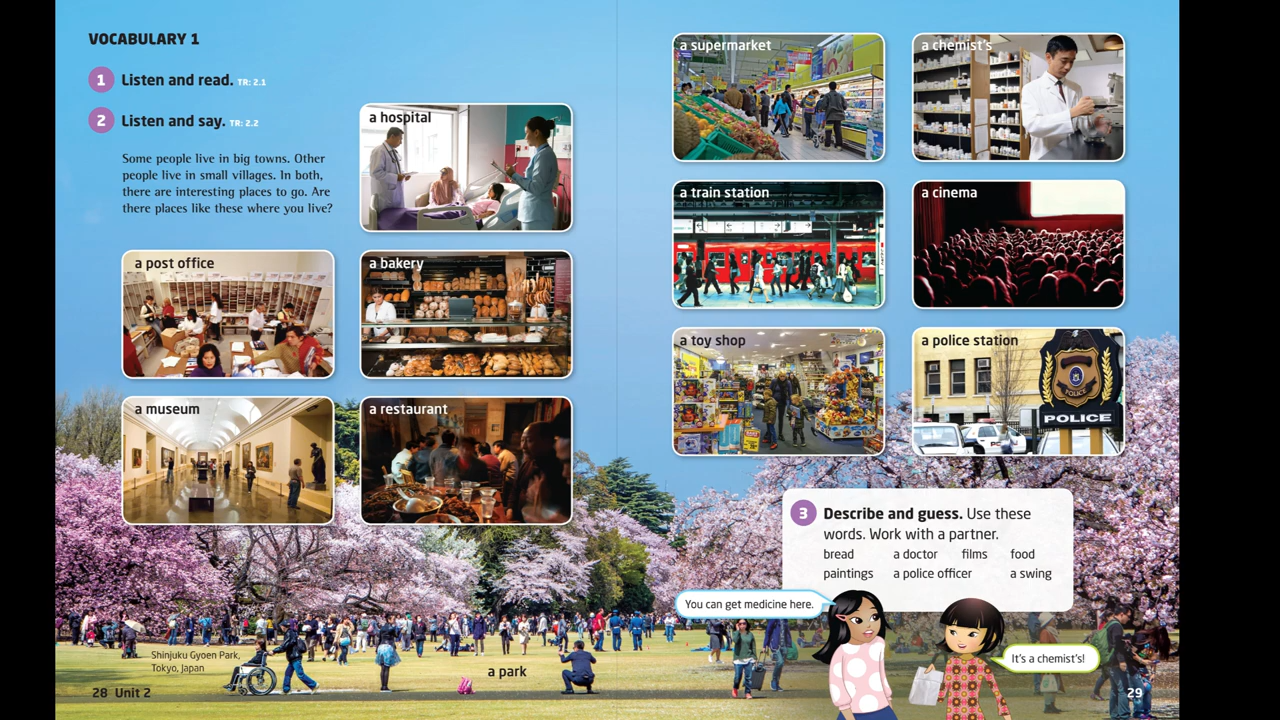 VOCABULARY 1
1 Listen and read. TR: 2.1
2 Listen and say. TR: 2.2
Some people live in big towns. Other
people live in small villages. In both,
there are interesting places to go. Are
there places like these where you live?
a hospital
a post office
a bakery
a museum
a restaurant
a supermarket
a chemist's
a train station
a cinema
a toy shop
a police station
POLICE
POLICE
3 Describe and guess. Use these
words. Work with a partner.
bread a doctor films food
paintings a police officer a swing
You can get medicine here.
It's a chemist's!
Shinjuku Gyoen Park,
Tokyo, Japan
a park
28 Unit 2
29